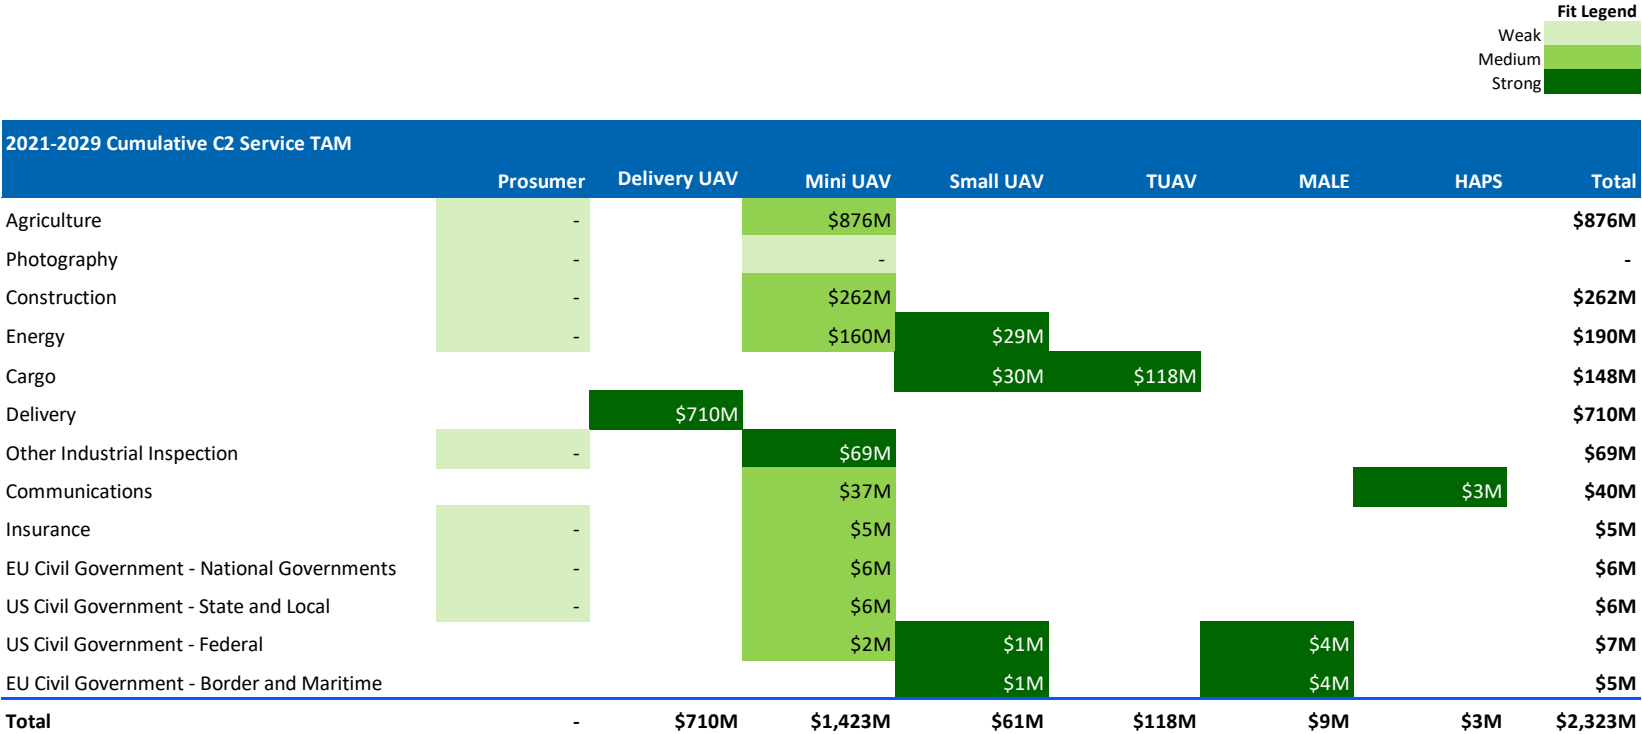 Fit Legend
Weak
Medium
Strong
2021-2029 Cumulative C2 Service TAM
Prosumer Delivery UAV Mini UAV Small UAV TUAV MALE HAPS Total
Agriculture - $876M $876M
Photography - - -
Construction - $262M $262M
Energy - $160M $29M $190M
Cargo $30M $118M $148M
Delivery $710M $710M
Other Industrial Inspection - $69M $69M
Communications $37M $3M $40M
Insurance - $5M $5M
EU Civil Government - National Governments - $6M $6M
US Civil Government - State and Local - $6M $6M
US Civil Government - Federal $2M $1M $4M $7M
EU Civil Government - Border and Maritime $1M $4M $5M
Total - $710M $1,423M $61M $118M $9M $3M $2,323M